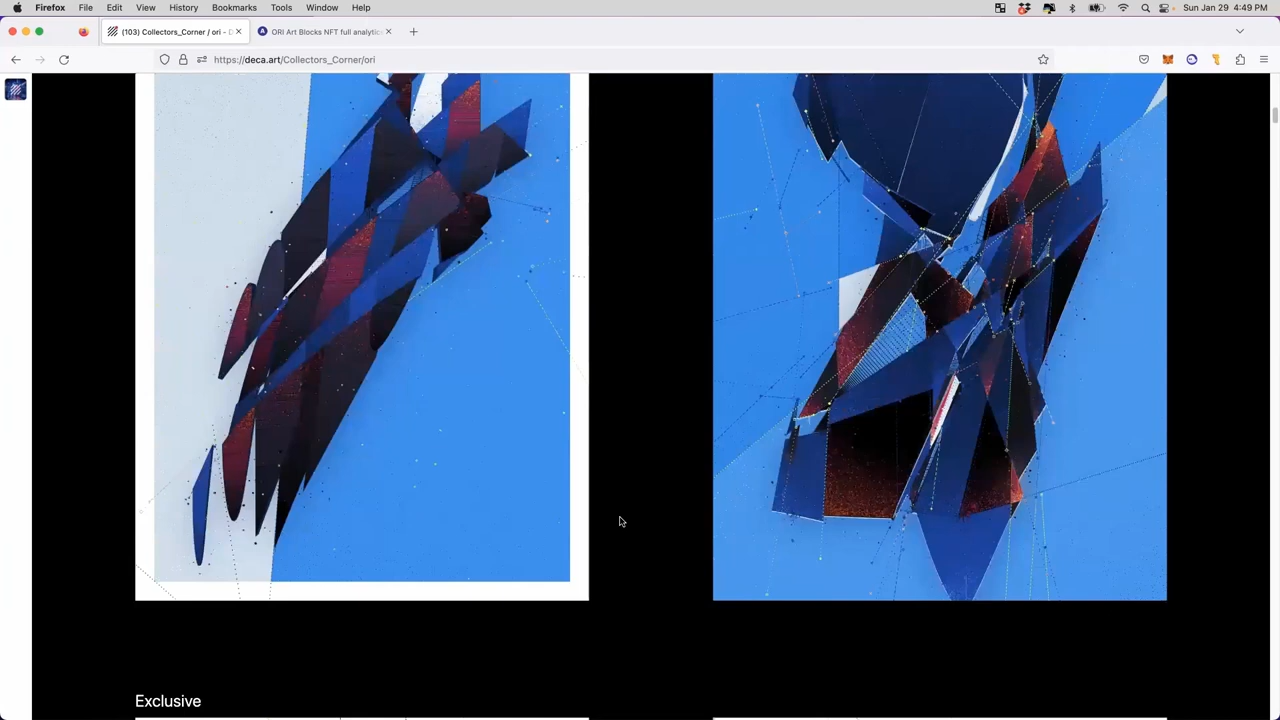 Firefox File Edit View History Bookmarks Tools Window Help Sun Jan 29 4:49 PM
(103) Collectors_Corner / ori - D ORI Art Blocks NFT full analytic
https://deca.art/Collectors_Corner/ori
Exclusive